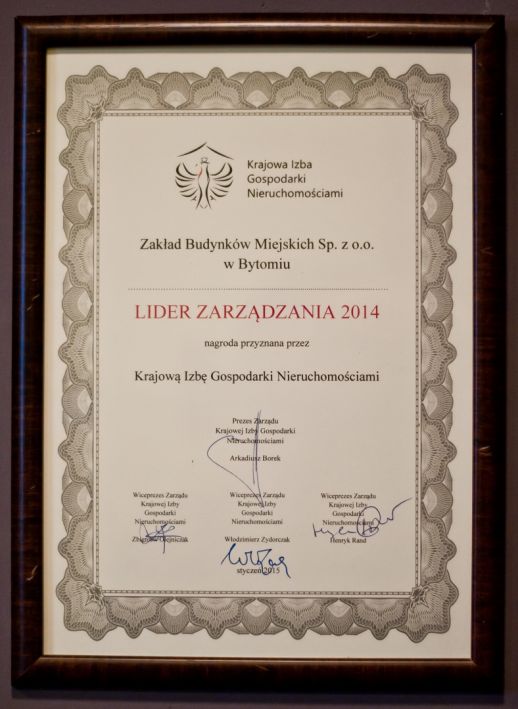 Krajowa Izba
Gospodarki
Nieruchomościami
Zakład Budynków Miejskich Sp. z o.o.
w Bytomiu
LIDER ZARZĄDZANIA 2014
nagroda przyznana przez
Krajową Izbę Gospodarki Nieruchomościami
Prezes Zarządu
Krajowej Izby Gospodarki
Nieruchomościami
Arkadiusz Borek
Wiceprezes Zarządu
Krajowej Izby
Gospodarki
Nieruchomościami
Zbigniew Olejniczak
Wiceprezes Zarządu
Krajowej Izby
Gospodarki
Nieruchomościami
Włodzimierz Zydorczak
Wiceprezes Zarządu
Krajowej Izby
Gospodarki
Nieruchomościami
Henryk Rand
styczeń 2015